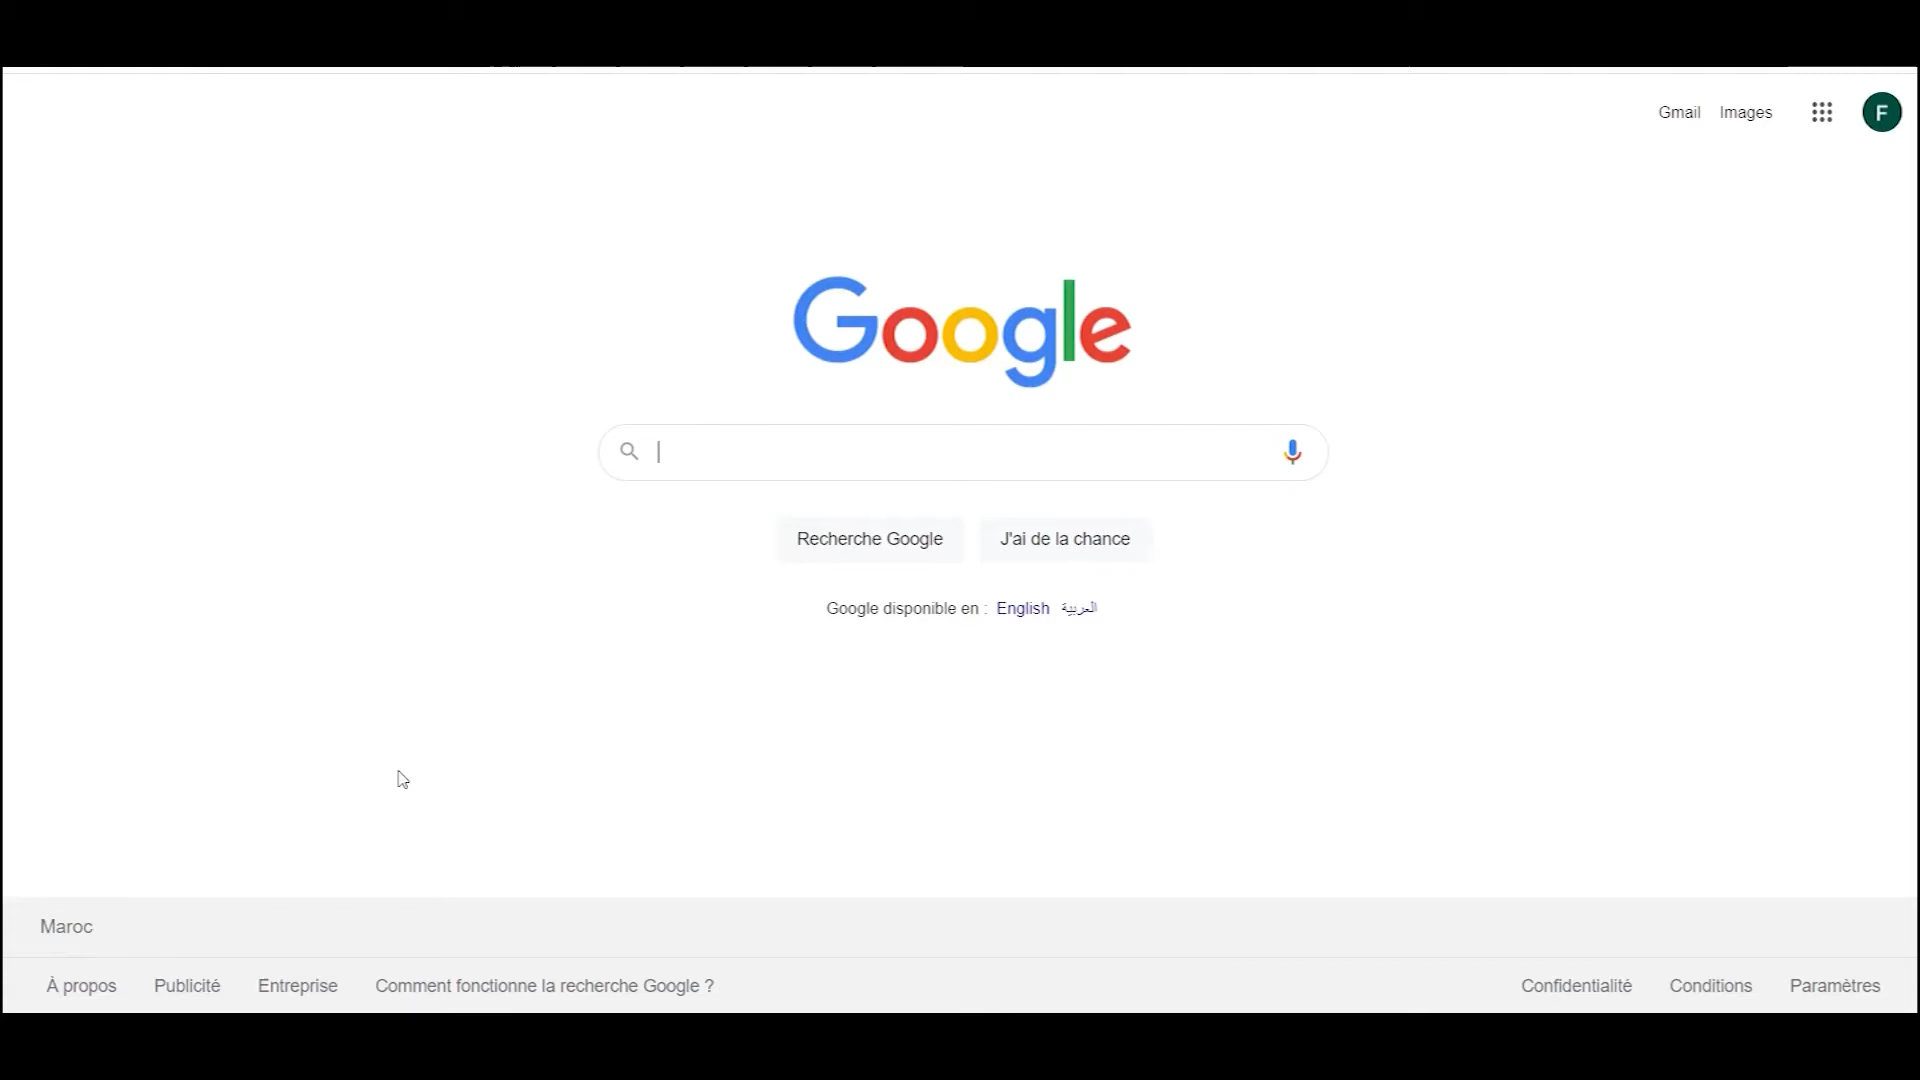 Gmail Images F
Google
Recherche Google J'ai de la chance
Google disponible en : English العربية
Maroc
À propos Publicité Entreprise Comment fonctionne la recherche Google ? Confidentialité Conditions Paramètres